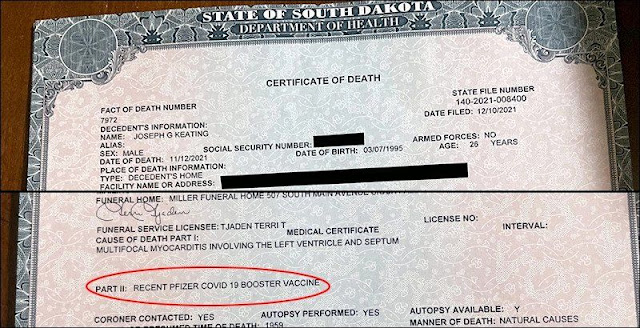 STATE OF SOUTH DAKOTA
DEPARTMENT OF HEALTH
CERTIFICATE OF DEATH
FACT OF DEATH NUMBER
7972
STATE FILE NUMBER
140-2021-008400
DATE FILED: 12/10/2021
DECEDENT'S INFORMATION:
NAME: JOSEPH G KEATING
ALIAS:
SOCIAL SECURITY NUMBER:
ARMED FORCES: NO
SEX: MALE
DATE OF BIRTH: 03/07/1995
AGE: 26 YEARS
DATE OF DEATH: 11/12/2021
PLACE OF DEATH INFORMATION:
TYPE: DECEDENT'S HOME
FACILITY NAME OR ADDRESS:
FUNERAL HOME: MILLER FUNERAL HOME 507 SOUTH MAIN AVENUE
FUNERAL SERVICE LICENSEE: TJADEN TERRI T
LICENSE NO:
MEDICAL CERTIFICATE
CAUSE OF DEATH PART I:
INTERVAL:
MULTIFOCAL MYOCARDITIS INVOLVING THE LEFT VENTRICLE AND SEPTUM
PART II: RECENT PFIZER COVID 19 BOOSTER VACCINE
CORONER CONTACTED: YES AUTOPSY PERFORMED: YES AUTOPSY AVAILABLE: Y
OR PRESUMED TIME OF DEATH: 1959 MANNER OF DEATH: NATURAL CAUSES